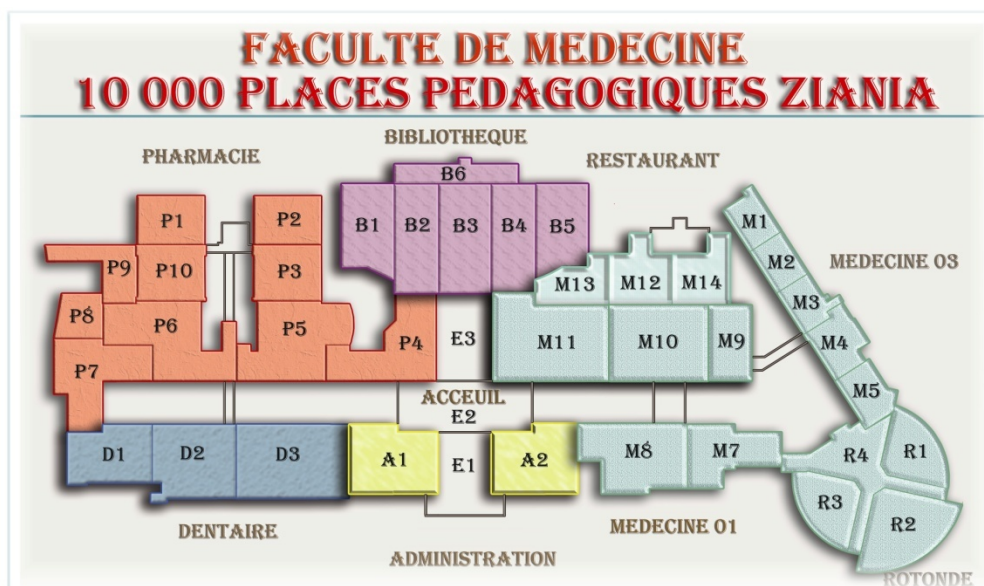 FACULTE DE MEDECINE
10 000 PLACES PEDAGOGIQUES ZIANIA
BIBLIOTHEQUE
PHARMACIE
RESTAURANT
B6
P1
P2
B1
B2
B3
B4
B5
M1
P9
P10
P3
M13
M12
M14
M2
MEDECINE 03
P8
P6
P5
P4
E3
M11
M10
M9
M3
M4
P7
ACCEUIL
E2
M5
D1
D2
D3
A1
E1
A2
M8
M7
R4
R1
R3
R2
DENTAIRE
MEDECINE 01
ADMINISTRATION
ROTONDE